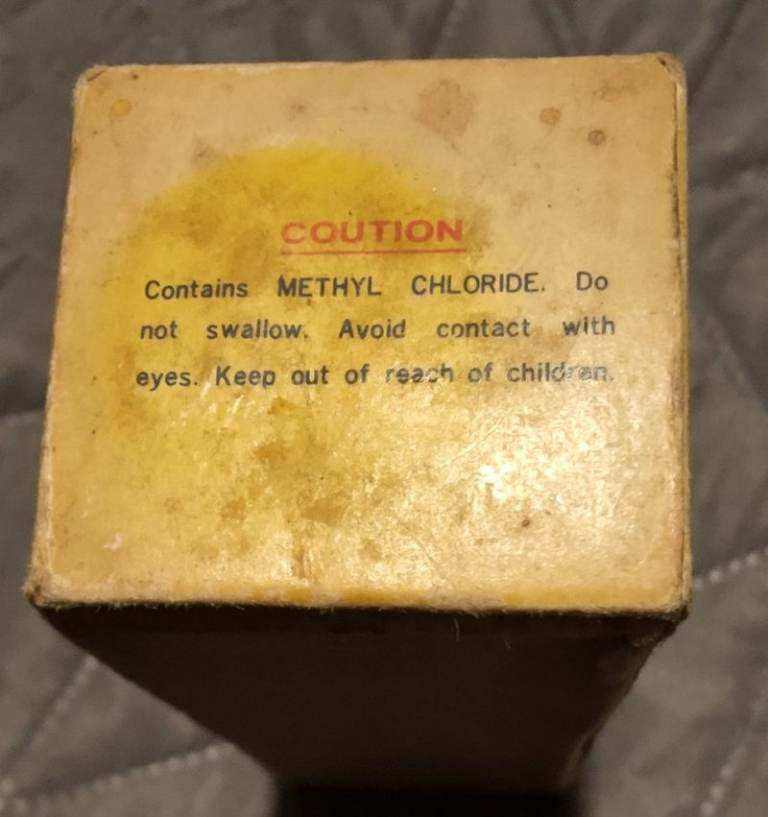 COUTION
Contains METHYL CHLORIDE. Do
not swallow. Avoid contact with
eyes. Keep out of reach of children.